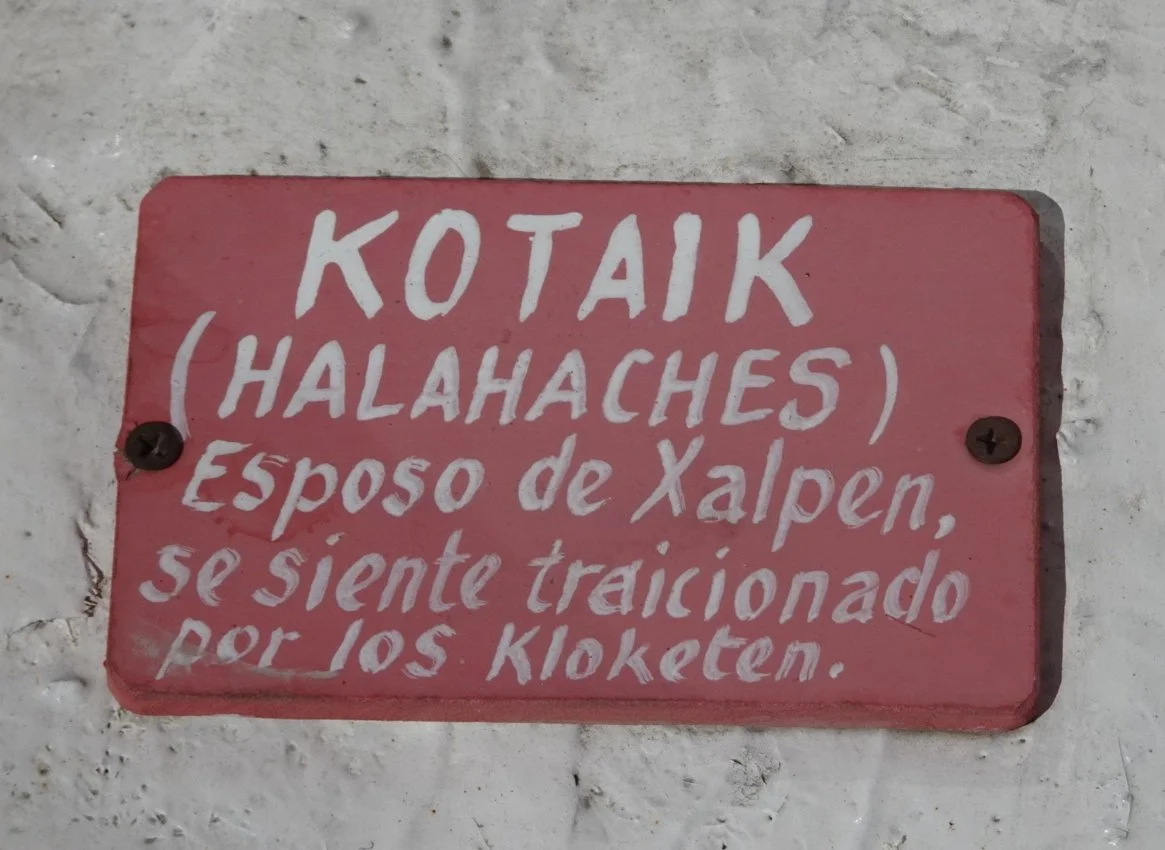 KOTAIK
(HALAHACHES)
Esposo de Xalpen,
se siente traicionado
por los Kloketen.